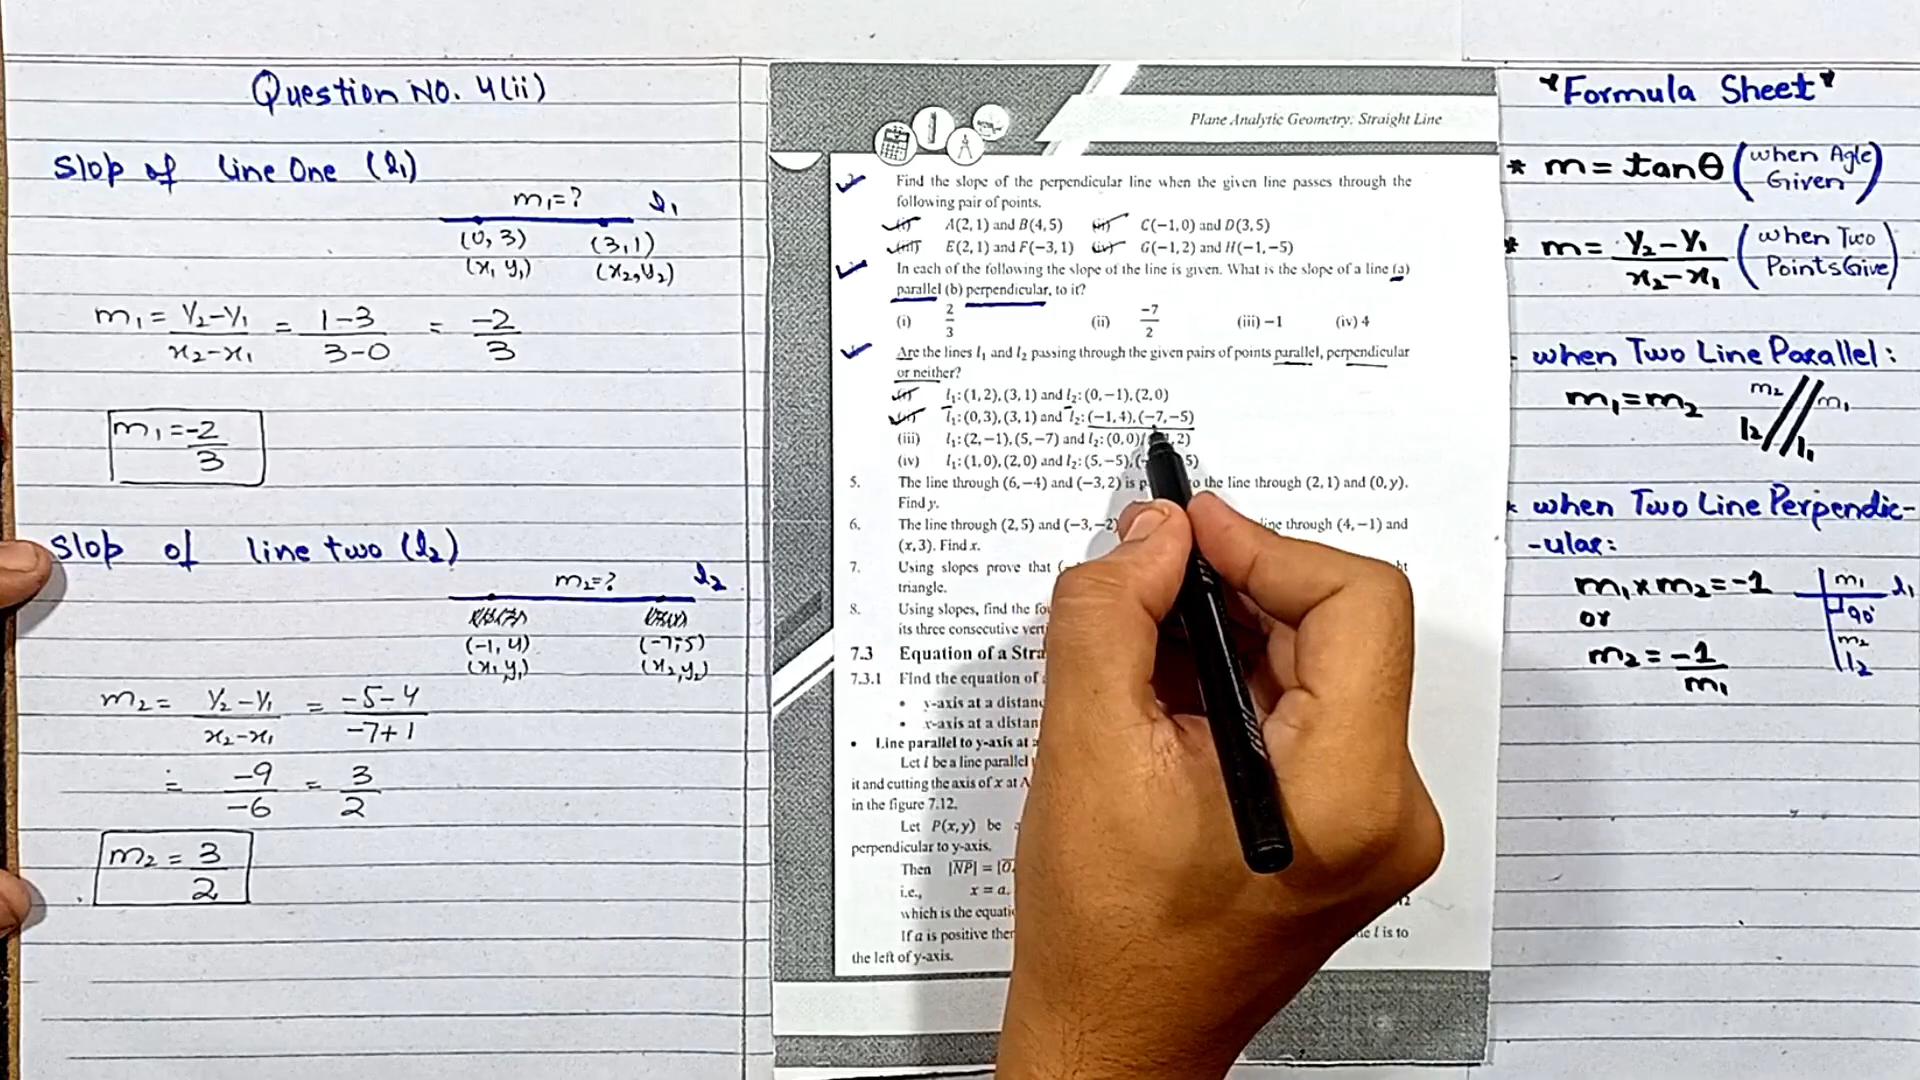 Question NO. 4(ii)
Slop of line One (l₁)
m₁=? l₁
(0, 3) (3,1)
(x₁ y₁) (x₂,y₂)
m₁ = y₂-y₁ / x₂-x₁ = 1-3 / 3-0 = -2 / 3
m₁ = -2 / 3
Slop of line two (l₂)
m₂=? l₂
(-1, 4) (-7,-5)
(x₁,y₁) (x₂,y₂)
m₂ = y₂-y₁ / x₂-x₁ = -5-4 / -7+1
= -9 / -6 = 3 / 2
m₂ = 3 / 2
Plane Analytic Geometry: Straight Line
Find the slope of the perpendicular line when the given line passes through the
following pair of points.
(i) A(2, 1) and B(4, 5) (ii) C(−1, 0) and D(3, 5)
(iii) E(2, 1) and F(−3, 1) (iv) G(−1, 2) and H(−1, −5)
In each of the following the slope of the line is given. What is the slope of a line (a)
parallel (b) perpendicular, to it?
(i) 2/3 (ii) −7/2 (iii) −1 (iv) 4
Are the lines l₁ and l₂ passing through the given pairs of points parallel, perpendicular
or neither?
(i) l₁: (1, 2), (3, 1) and l₂: (0, −1), (2, 0)
(ii) l₁: (0, 3), (3, 1) and l₂: (−1, 4), (−7, −5)
(iii) l₁: (2, −1), (5, −7) and l₂: (0, 0), 2)
(iv) l₁: (1, 0), (2, 0) and l₂: (5, −5), 5)
5. The line through (6, −4) and (−3, 2) is the line through (2, 1) and (0, y).
Find y.
6. The line through (2, 5) and (−3, −2) line through (4, −1) and
(x, 3). Find x.
7. Using slopes prove that
triangle.
8. Using slopes, find the
its three consecutive
7.3 Equation of a
7.3.1 Find the equation of
• y-axis at a
• x-axis at a
• Line parallel to y-axis at
Let l be a line parallel
it and cutting the axis of x at A
in the figure 7.12.
Let P(x, y) be
perpendicular to y-axis.
Then |NP| =
i.e., x = a.
which is the
If a is positive l is to
the left of y-axis.
"Formula Sheet"
* m = tanθ (when Agle Given)
* m = y₂-y₁ / x₂-x₁ (when Two Points Give)
when Two Line Parallel:
m₁ = m₂ m₂ m₁
l₂ l₁
when Two Line Perpendic-
-ular:
m₁ x m₂ = -1 m₁ l₁
or 90°
m₂ = -1 / m₁ m₂
l₂